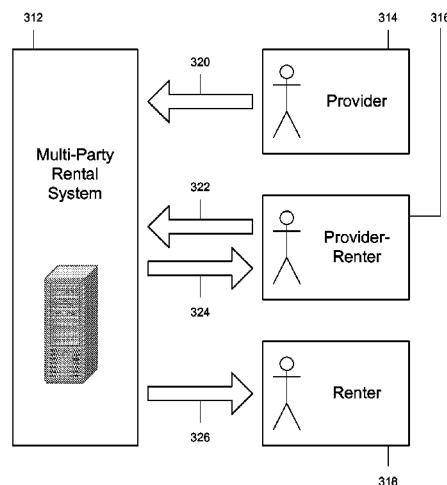 312
314
316
320
Provider
Multi-Party
Rental
System
322
Provider-
Renter
324
Renter
326
318